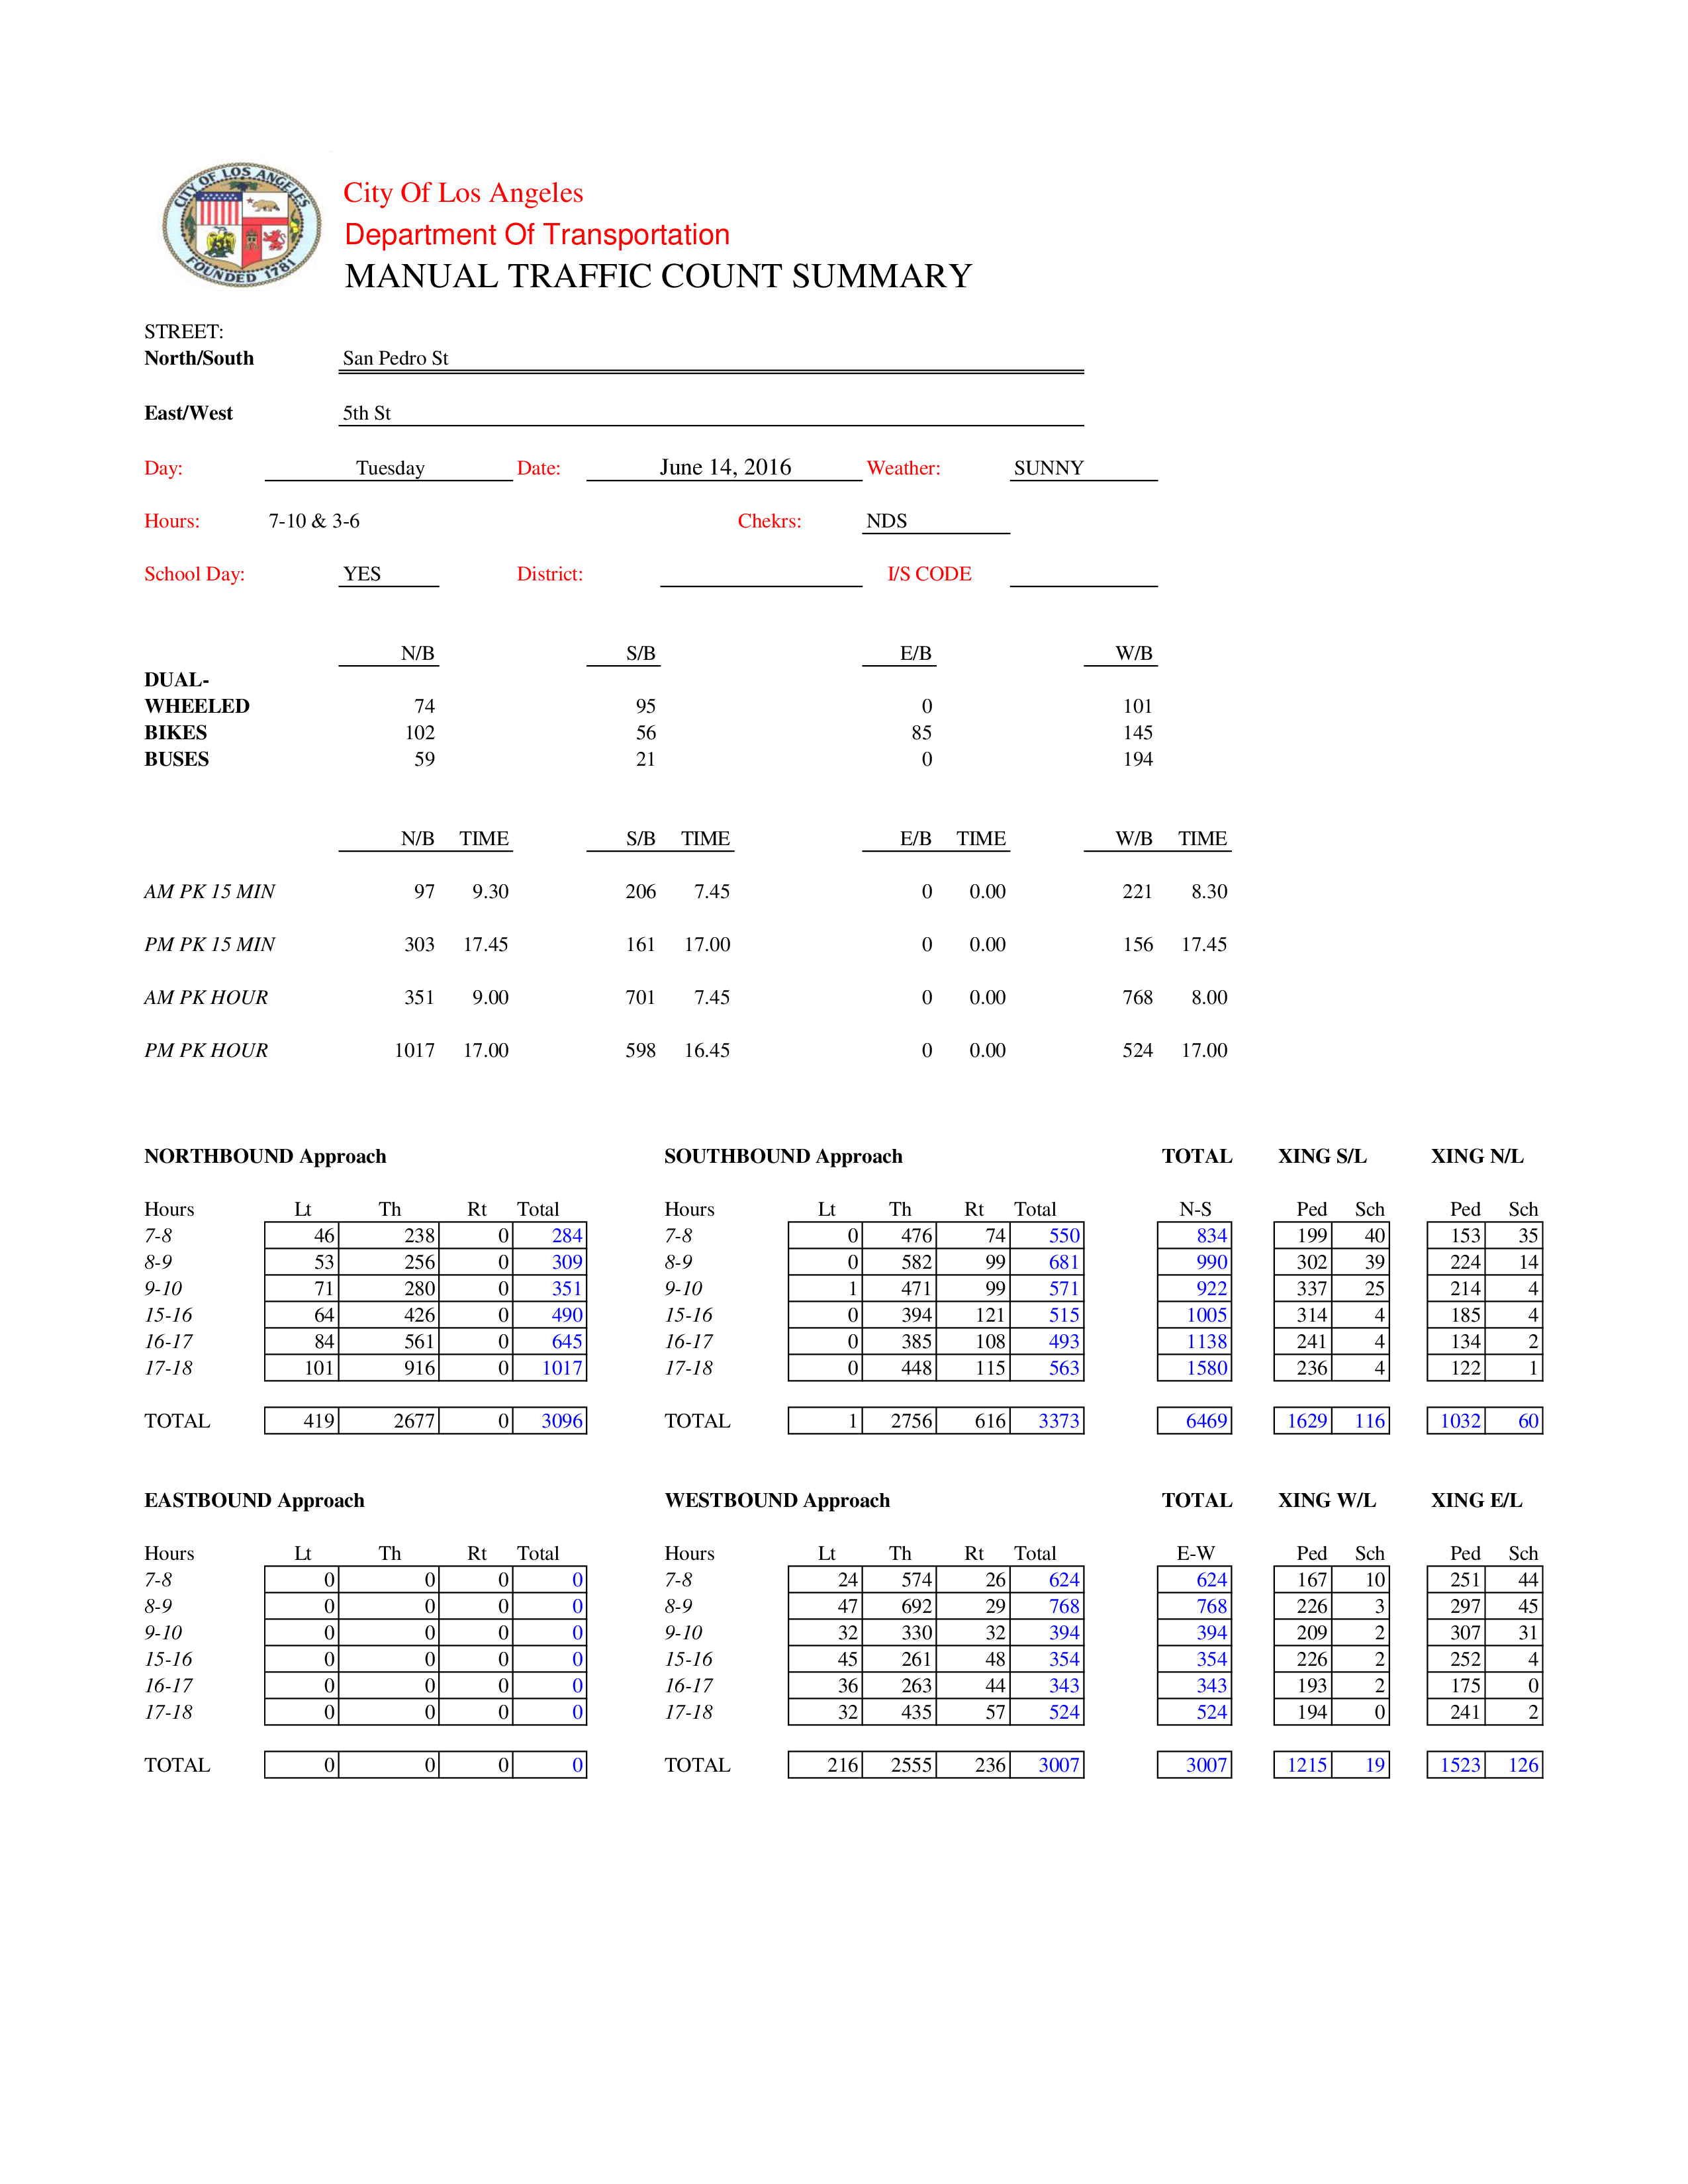 CITY OF LOS ANGELES
FOUNDED 1781
City Of Los Angeles
Department Of Transportation
MANUAL TRAFFIC COUNT SUMMARY
STREET:
North/South San Pedro St
East/West 5th St
Day: Tuesday Date: June 14, 2016 Weather: SUNNY
Hours: 7-10 & 3-6 Chekrs: NDS
School Day: YES District: I/S CODE
N/B S/B E/B W/B
DUAL-
WHEELED 74 95 0 101
BIKES 102 56 85 145
BUSES 59 21 0 194
N/B TIME S/B TIME E/B TIME W/B TIME
AM PK 15 MIN 97 9.30 206 7.45 0 0.00 221 8.30
PM PK 15 MIN 303 17.45 161 17.00 0 0.00 156 17.45
AM PK HOUR 351 9.00 701 7.45 0 0.00 768 8.00
PM PK HOUR 1017 17.00 598 16.45 0 0.00 524 17.00
NORTHBOUND Approach SOUTHBOUND Approach TOTAL XING S/L XING N/L
Hours Lt Th Rt Total Hours Lt Th Rt Total N-S Ped Sch Ped Sch
7-8 46 238 0 284 7-8 0 476 74 550 834 199 40 153 35
8-9 53 256 0 309 8-9 0 582 99 681 990 302 39 224 14
9-10 71 280 0 351 9-10 1 471 99 571 922 337 25 214 4
15-16 64 426 0 490 15-16 0 394 121 515 1005 314 4 185 4
16-17 84 561 0 645 16-17 0 385 108 493 1138 241 4 134 2
17-18 101 916 0 1017 17-18 0 448 115 563 1580 236 4 122 1
TOTAL 419 2677 0 3096 TOTAL 1 2756 616 3373 6469 1629 116 1032 60
EASTBOUND Approach WESTBOUND Approach TOTAL XING W/L XING E/L
Hours Lt Th Rt Total Hours Lt Th Rt Total E-W Ped Sch Ped Sch
7-8 0 0 0 0 7-8 24 574 26 624 624 167 10 251 44
8-9 0 0 0 0 8-9 47 692 29 768 768 226 3 297 45
9-10 0 0 0 0 9-10 32 330 32 394 394 209 2 307 31
15-16 0 0 0 0 15-16 45 261 48 354 354 226 2 252 4
16-17 0 0 0 0 16-17 36 263 44 343 343 193 2 175 0
17-18 0 0 0 0 17-18 32 435 57 524 524 194 0 241 2
TOTAL 0 0 0 0 TOTAL 216 2555 236 3007 3007 1215 19 1523 126